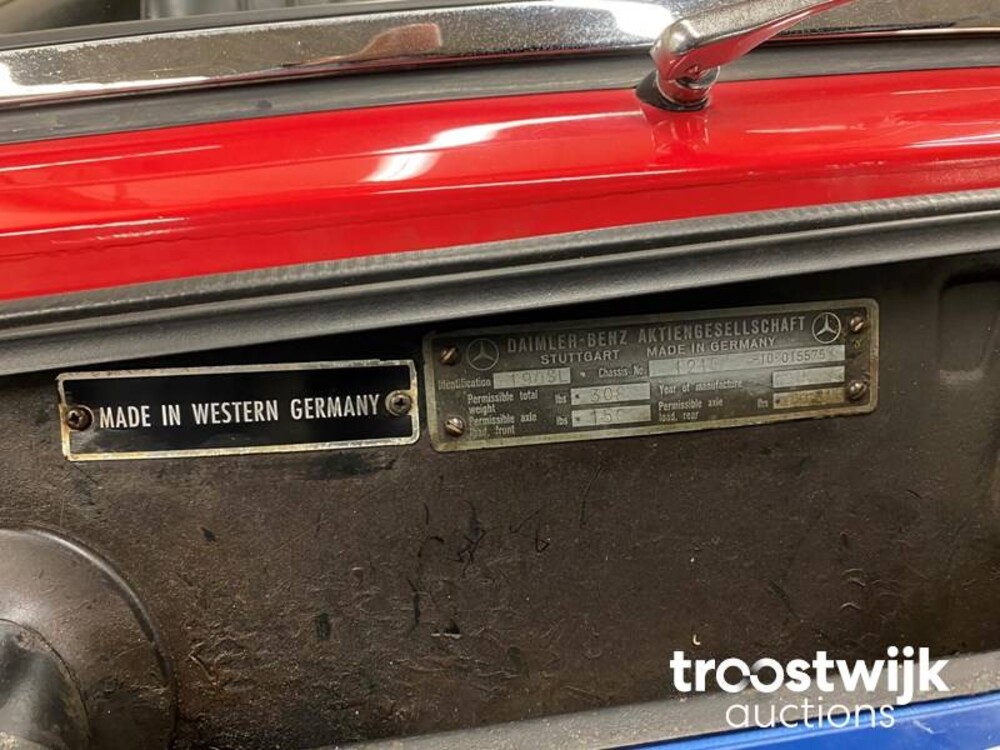 MADE IN WESTERN GERMANY
DAIMLER-BENZ AKTIENGESELLSCHAFT
STUTTGART MADE IN GERMANY
Identification Chassis-No
Permissible total weight lbs Year of manufacture
Permissible axle load, front lbs Permissible axle load, rear lbs
troostwijk
auctions